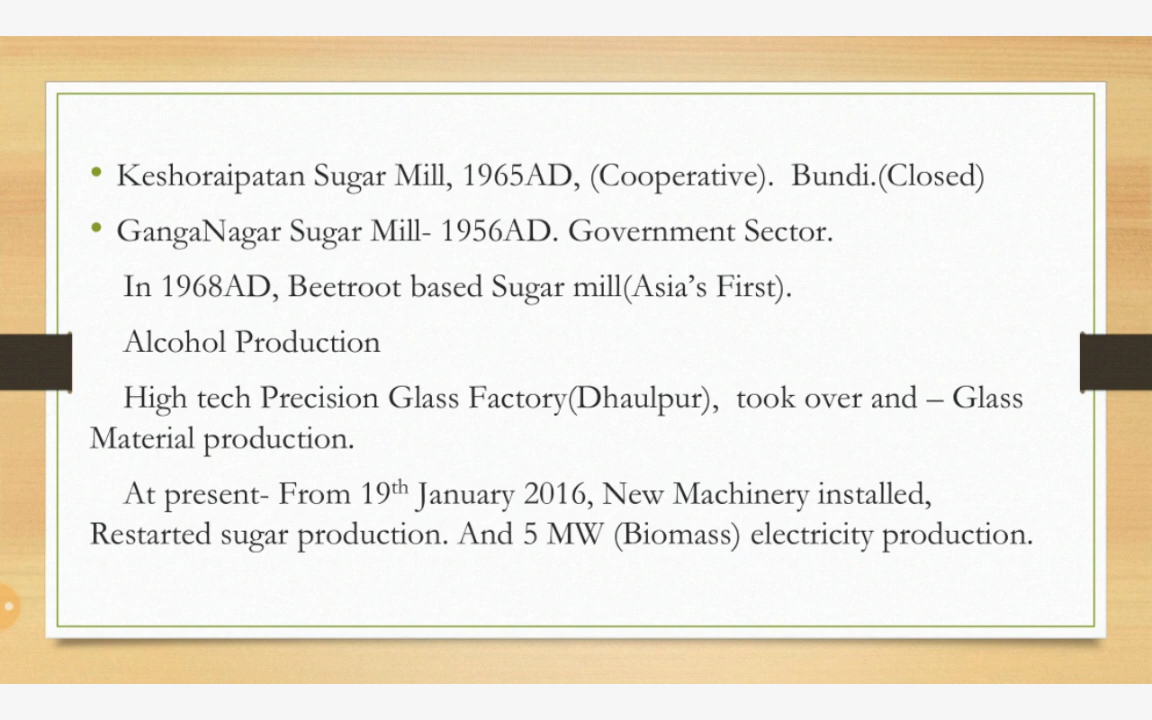 • Keshoraipatan Sugar Mill, 1965AD, (Cooperative).  Bundi.(Closed)
• GangaNagar Sugar Mill- 1956AD. Government Sector.
In 1968AD, Beetroot based Sugar mill(Asia’s First).
Alcohol Production
High tech Precision Glass Factory(Dhaulpur),  took over and – Glass
Material production.
At present- From 19th January 2016, New Machinery installed,
Restarted sugar production. And 5 MW (Biomass) electricity production.